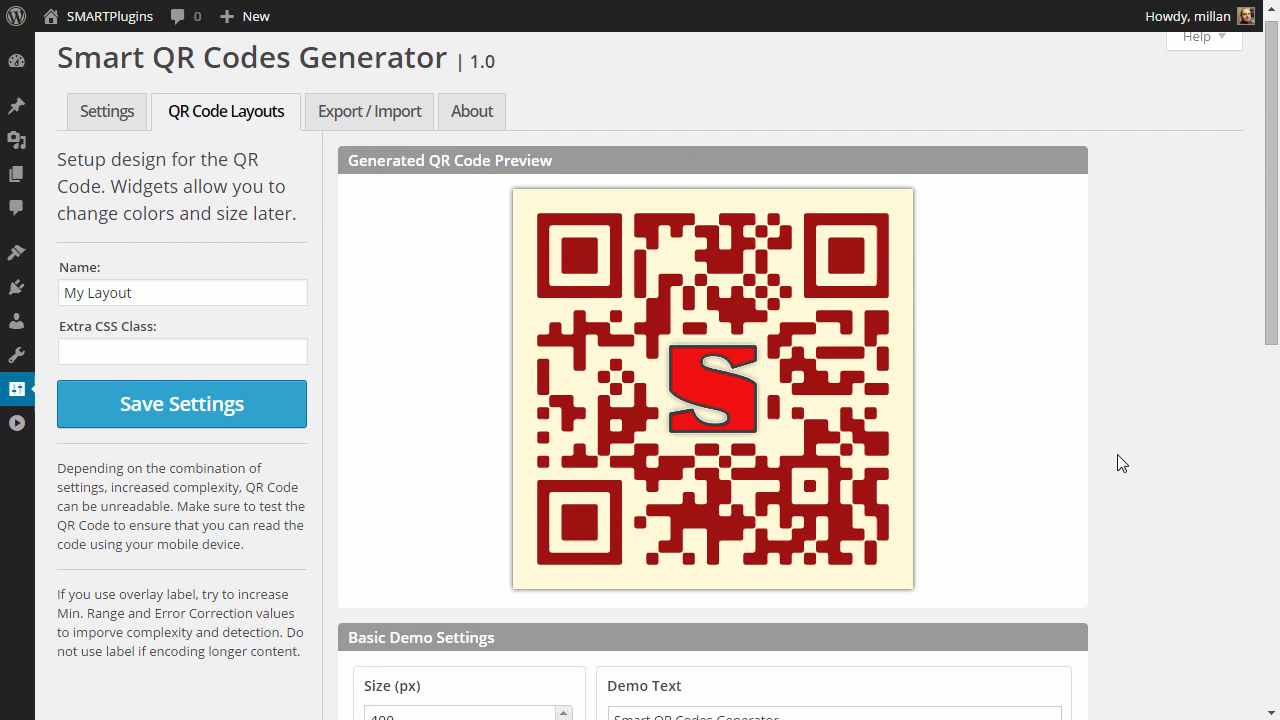 SMARTPlugins 0 New Howdy, millan
Help
Smart QR Codes Generator | 1.0
Settings QR Code Layouts Export / Import About
Setup design for the QR
Code. Widgets allow you to
change colors and size later.
Name:
My Layout
Extra CSS Class:
Save Settings
Depending on the combination of
settings, increased complexity, QR Code
can be unreadable. Make sure to test the
QR Code to ensure that you can read the
code using your mobile device.
If you use overlay label, try to increase
Min. Range and Error Correction values
to imporve complexity and detection. Do
not use label if encoding longer content.
Generated QR Code Preview
S
Basic Demo Settings
Size (px) Demo Text
400 Smart QR Codes Generator